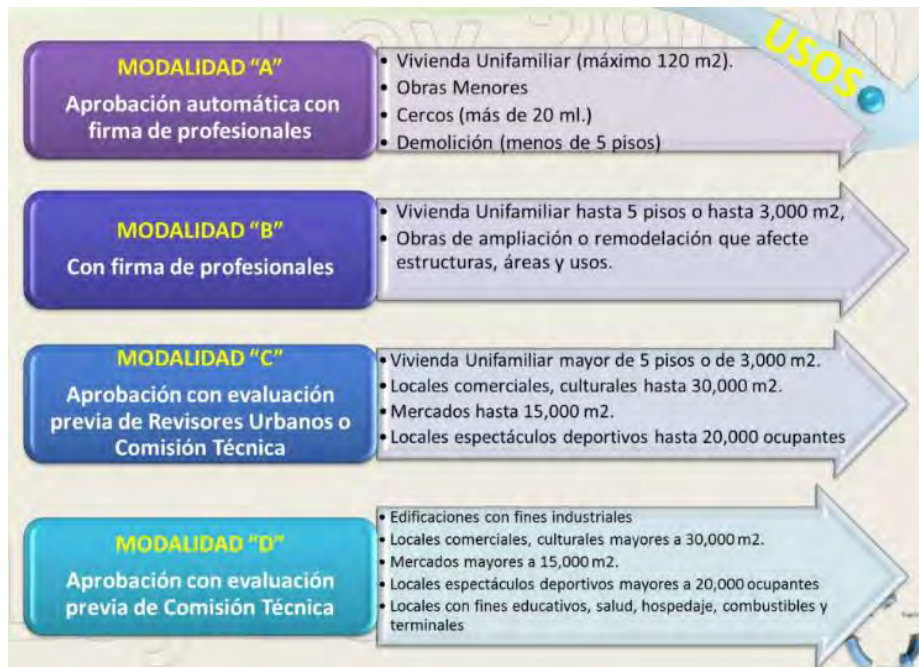 USOS
MODALIDAD “A”
Aprobación automática con
firma de profesionales
• Vivienda Unifamiliar (máximo 120 m2).
• Obras Menores
• Cercos (más de 20 ml.)
• Demolición (menos de 5 pisos)
MODALIDAD “B”
Con firma de profesionales
• Vivienda Unifamiliar hasta 5 pisos o hasta 3,000 m2,
• Obras de ampliación o remodelación que afecte
estructuras, áreas y usos.
MODALIDAD “C”
Aprobación con evaluación
previa de Revisores Urbanos o
Comisión Técnica
• Vivienda Unifamiliar mayor de 5 pisos o de 3,000 m2.
• Locales comerciales, culturales hasta 30,000 m2.
• Mercados hasta 15,000 m2.
• Locales espectáculos deportivos hasta 20,000 ocupantes
MODALIDAD “D”
Aprobación con evaluación
previa de Comisión Técnica
• Edificaciones con fines industriales
• Locales comerciales, culturales mayores a 30,000 m2.
• Mercados mayores a 15,000 m2.
• Locales espectáculos deportivos mayores a 20,000 ocupantes
• Locales con fines educativos, salud, hospedaje, combustibles y
terminales